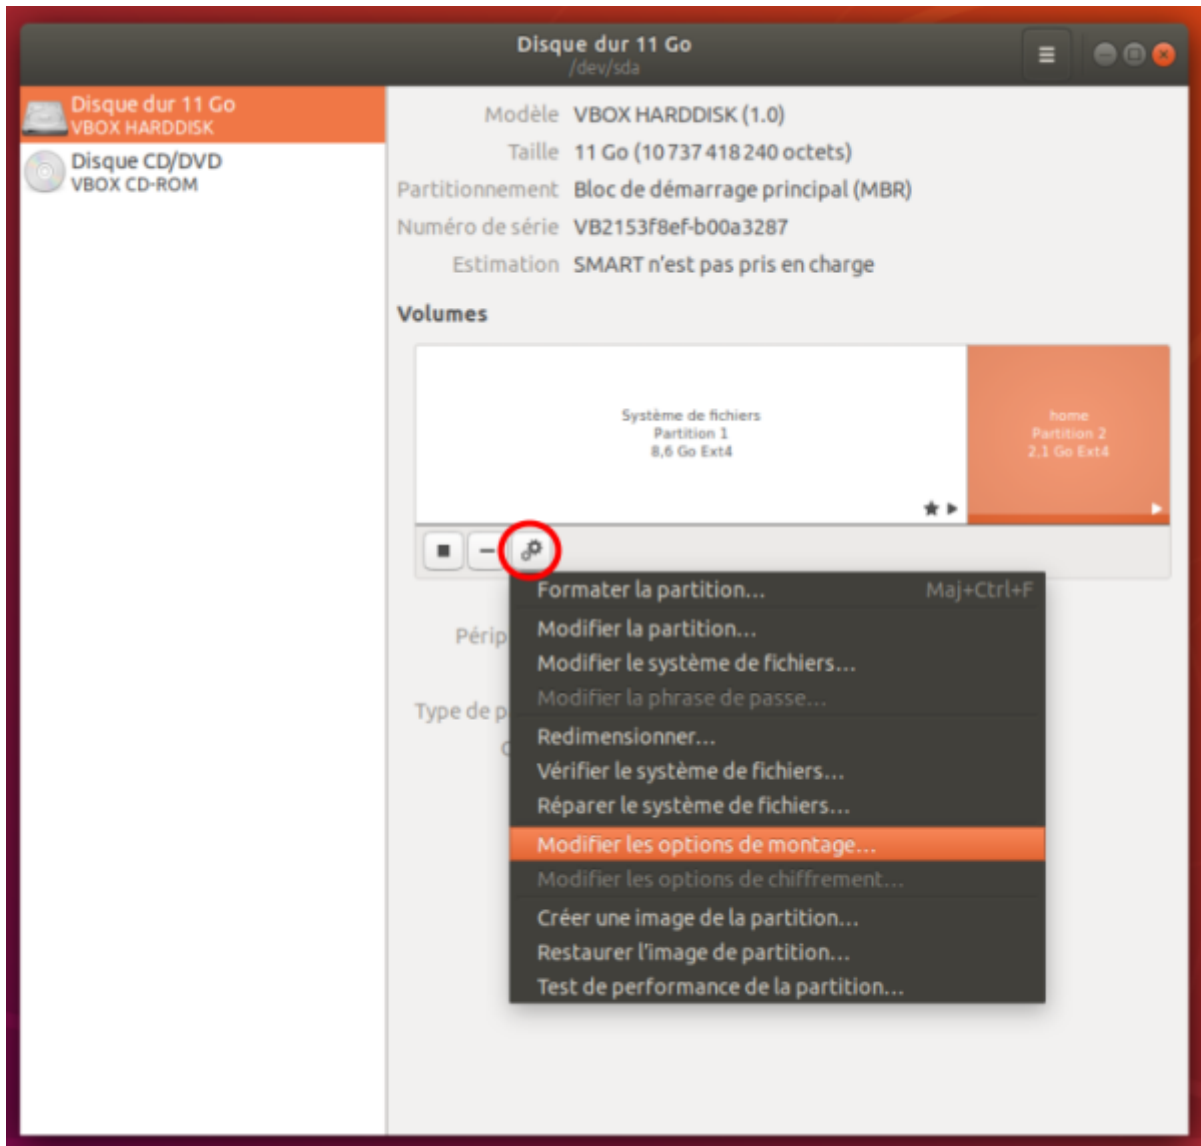 Disque dur 11 Go
/dev/sda
Disque dur 11 Go
VBOX HARDDISK
Disque CD/DVD
VBOX CD-ROM
Modèle VBOX HARDDISK (1.0)
Taille 11 Go (10 737 418 240 octets)
Partitionnement Bloc de démarrage principal (MBR)
Numéro de série VB2153f8ef-b00a3287
Estimation SMART n’est pas pris en charge
Volumes
Système de fichiers
Partition 1
8,6 Go Ext4
home
Partition 2
2,1 Go Ext4
Formater la partition… Maj+Ctrl+F
Périp
Modifier la partition…
Modifier le système de fichiers…
Modifier la phrase de passe…
Type de p
Redimensionner…
Vérifier le système de fichiers…
Réparer le système de fichiers…
Modifier les options de montage…
Modifier les options de chiffrement…
Créer une image de la partition…
Restaurer l’image de partition…
Test de performance de la partition…